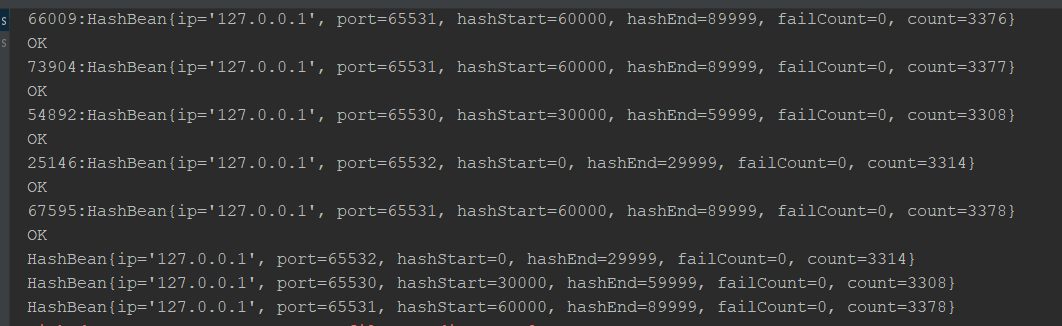 66009:HashBean{ip='127.0.0.1', port=65531, hashStart=60000, hashEnd=89999, failCount=0, count=3376}
OK
73904:HashBean{ip='127.0.0.1', port=65531, hashStart=60000, hashEnd=89999, failCount=0, count=3377}
OK
54892:HashBean{ip='127.0.0.1', port=65530, hashStart=30000, hashEnd=59999, failCount=0, count=3308}
OK
25146:HashBean{ip='127.0.0.1', port=65532, hashStart=0, hashEnd=29999, failCount=0, count=3314}
OK
67595:HashBean{ip='127.0.0.1', port=65531, hashStart=60000, hashEnd=89999, failCount=0, count=3378}
OK
HashBean{ip='127.0.0.1', port=65532, hashStart=0, hashEnd=29999, failCount=0, count=3314}
HashBean{ip='127.0.0.1', port=65530, hashStart=30000, hashEnd=59999, failCount=0, count=3308}
HashBean{ip='127.0.0.1', port=65531, hashStart=60000, hashEnd=89999, failCount=0, count=3378}